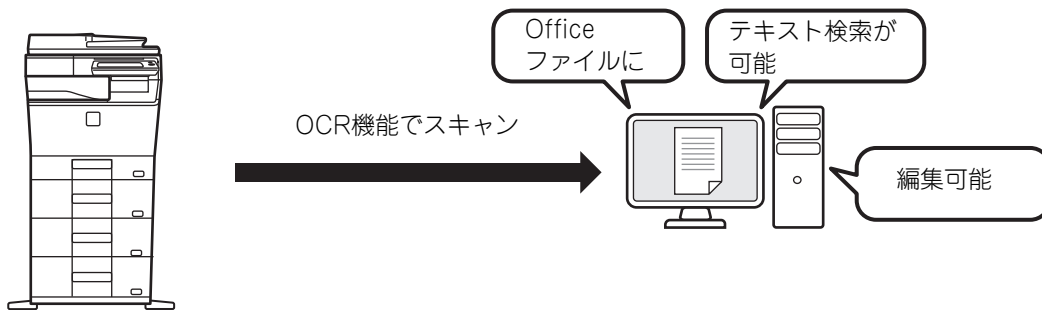 Office
ファイルに
テキスト検索が
可能
OCR機能でスキャン
編集可能